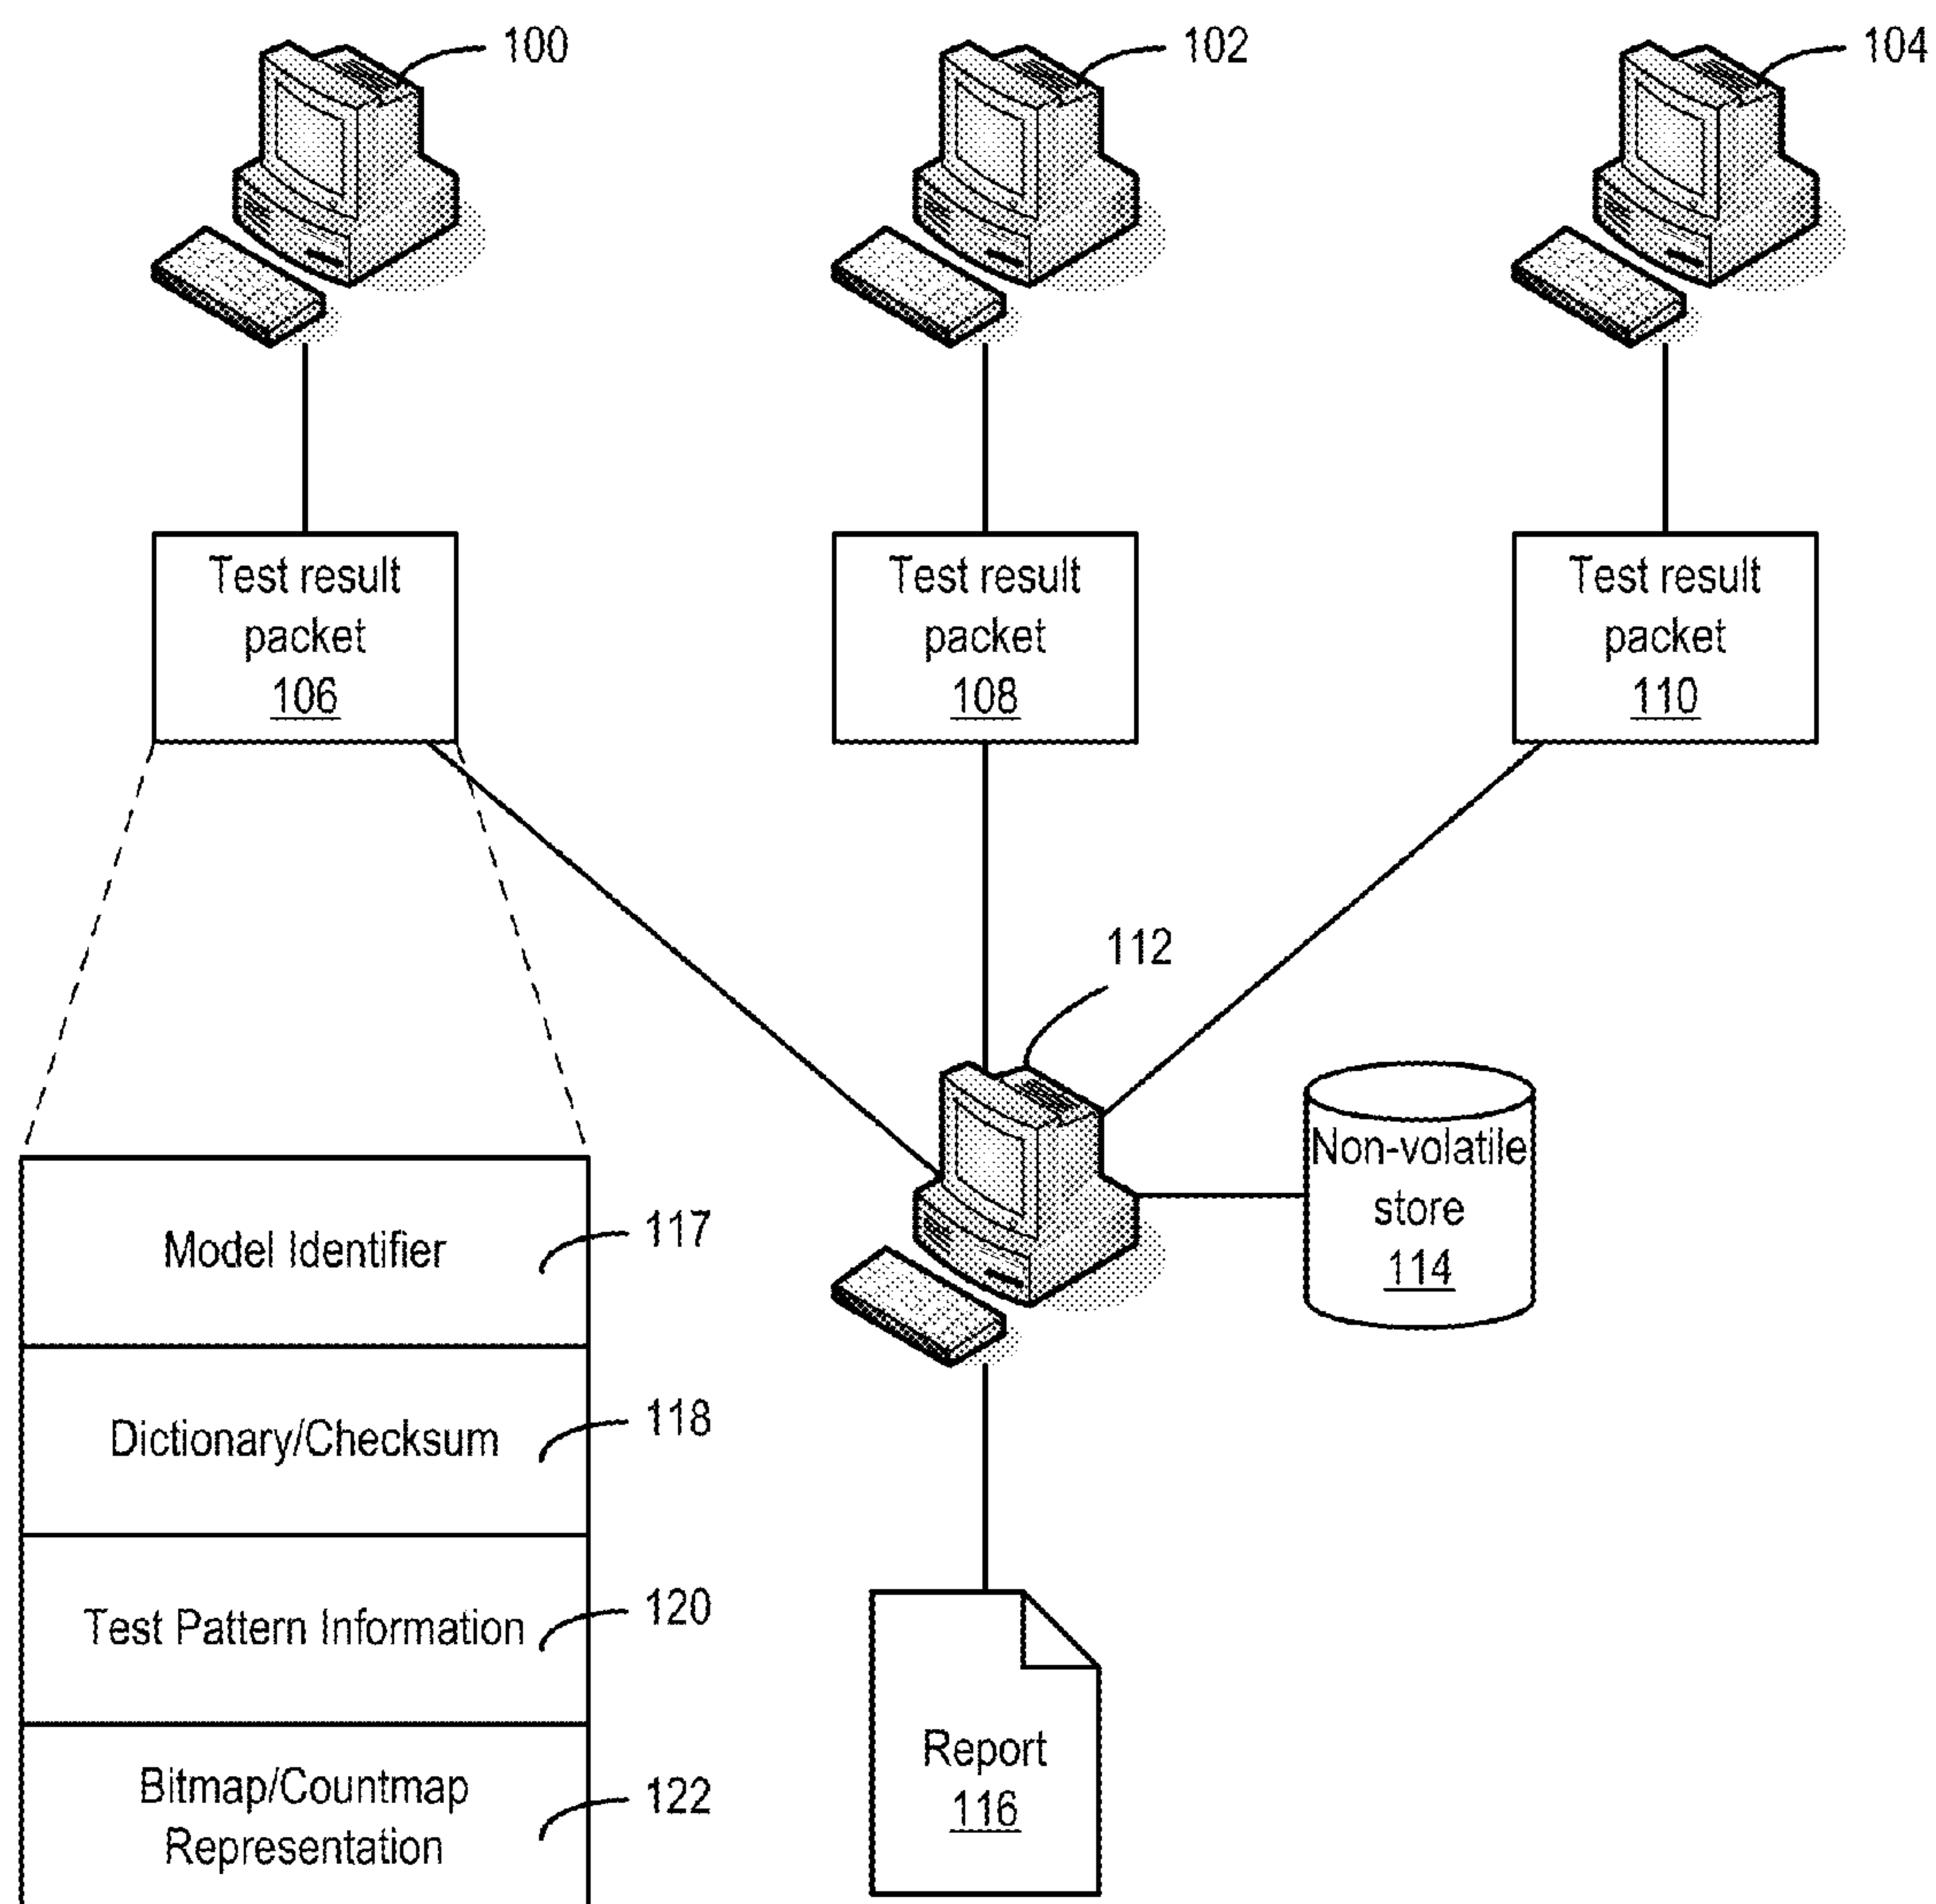 100
102
104
Test result
packet
106
Test result
packet
108
Test result
packet
110
112
Non-volatile
store
114
Model Identifier
117
Dictionary/Checksum
118
Test Pattern Information
120
Bitmap/Countmap
Representation
122
Report
116